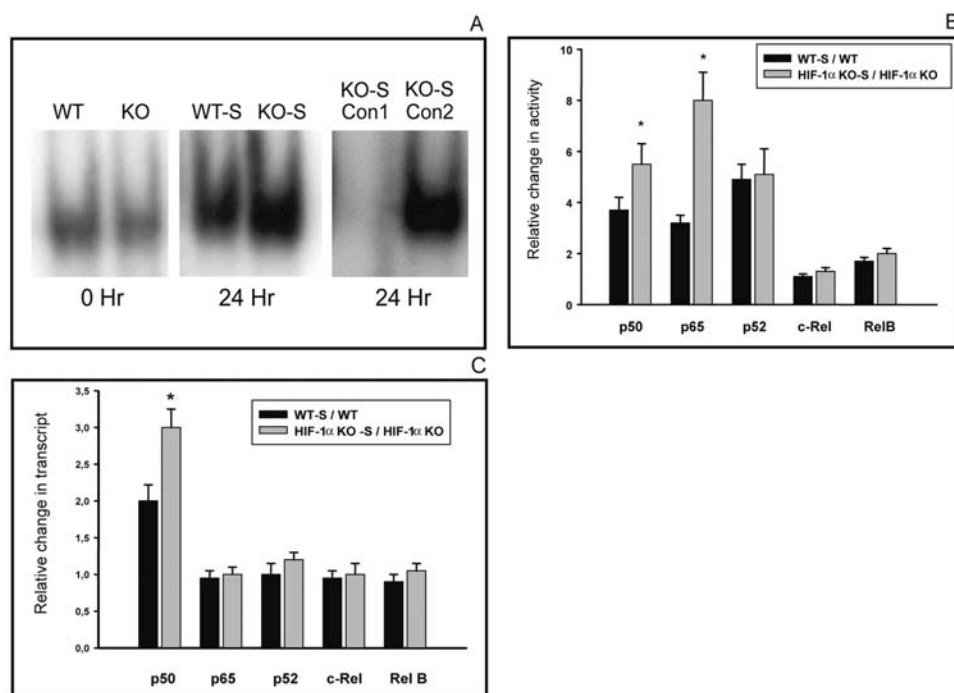 A
WT KO WT-S KO-S KO-S Con1 KO-S Con2
0 Hr 24 Hr 24 Hr
B
WT-S / WT
HIF-1α KO-S / HIF-1α KO
Relative change in activity
10
8
6
4
2
0
* *
p50 p65 p52 c-Rel RelB
C
WT-S / WT
HIF-1α KO -S / HIF-1α KO
Relative change in transcript
3,5
3,0
2,5
2,0
1,5
1,0
0,5
0,0
*
p50 p65 p52 c-Rel Rel B